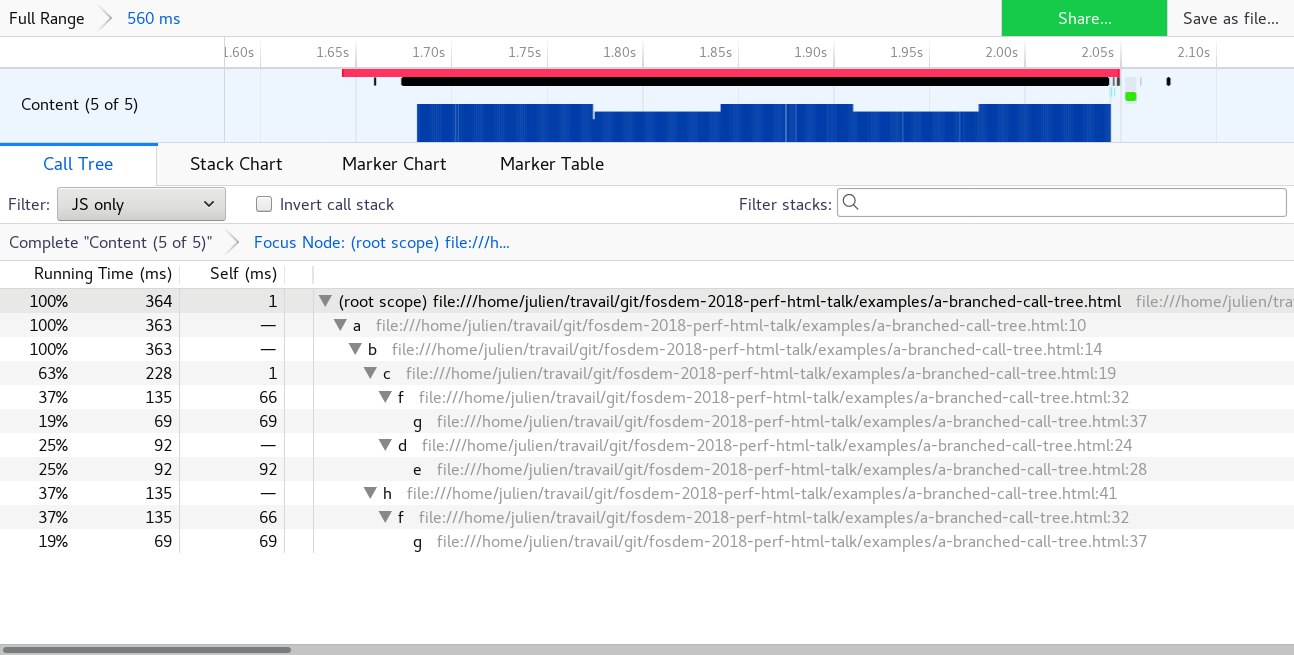 Full Range 560 ms Share... Save as file...
1.60s 1.65s 1.70s 1.75s 1.80s 1.85s 1.90s 1.95s 2.00s 2.05s 2.10s
Content (5 of 5)
Call Tree Stack Chart Marker Chart Marker Table
Filter: JS only Invert call stack Filter stacks:
Complete "Content (5 of 5)" Focus Node: (root scope) file:///h...
Running Time (ms) Self (ms)
100% 364 1 (root scope) file:///home/julien/travail/git/fosdem-2018-perf-html-talk/examples/a-branched-call-tree.html file:///home/julien/tra
100% 363 — a file:///home/julien/travail/git/fosdem-2018-perf-html-talk/examples/a-branched-call-tree.html:10
100% 363 — b file:///home/julien/travail/git/fosdem-2018-perf-html-talk/examples/a-branched-call-tree.html:14
63% 228 1 c file:///home/julien/travail/git/fosdem-2018-perf-html-talk/examples/a-branched-call-tree.html:19
37% 135 66 f file:///home/julien/travail/git/fosdem-2018-perf-html-talk/examples/a-branched-call-tree.html:32
19% 69 69 g file:///home/julien/travail/git/fosdem-2018-perf-html-talk/examples/a-branched-call-tree.html:37
25% 92 — d file:///home/julien/travail/git/fosdem-2018-perf-html-talk/examples/a-branched-call-tree.html:24
25% 92 92 e file:///home/julien/travail/git/fosdem-2018-perf-html-talk/examples/a-branched-call-tree.html:28
37% 135 — h file:///home/julien/travail/git/fosdem-2018-perf-html-talk/examples/a-branched-call-tree.html:41
37% 135 66 f file:///home/julien/travail/git/fosdem-2018-perf-html-talk/examples/a-branched-call-tree.html:32
19% 69 69 g file:///home/julien/travail/git/fosdem-2018-perf-html-talk/examples/a-branched-call-tree.html:37